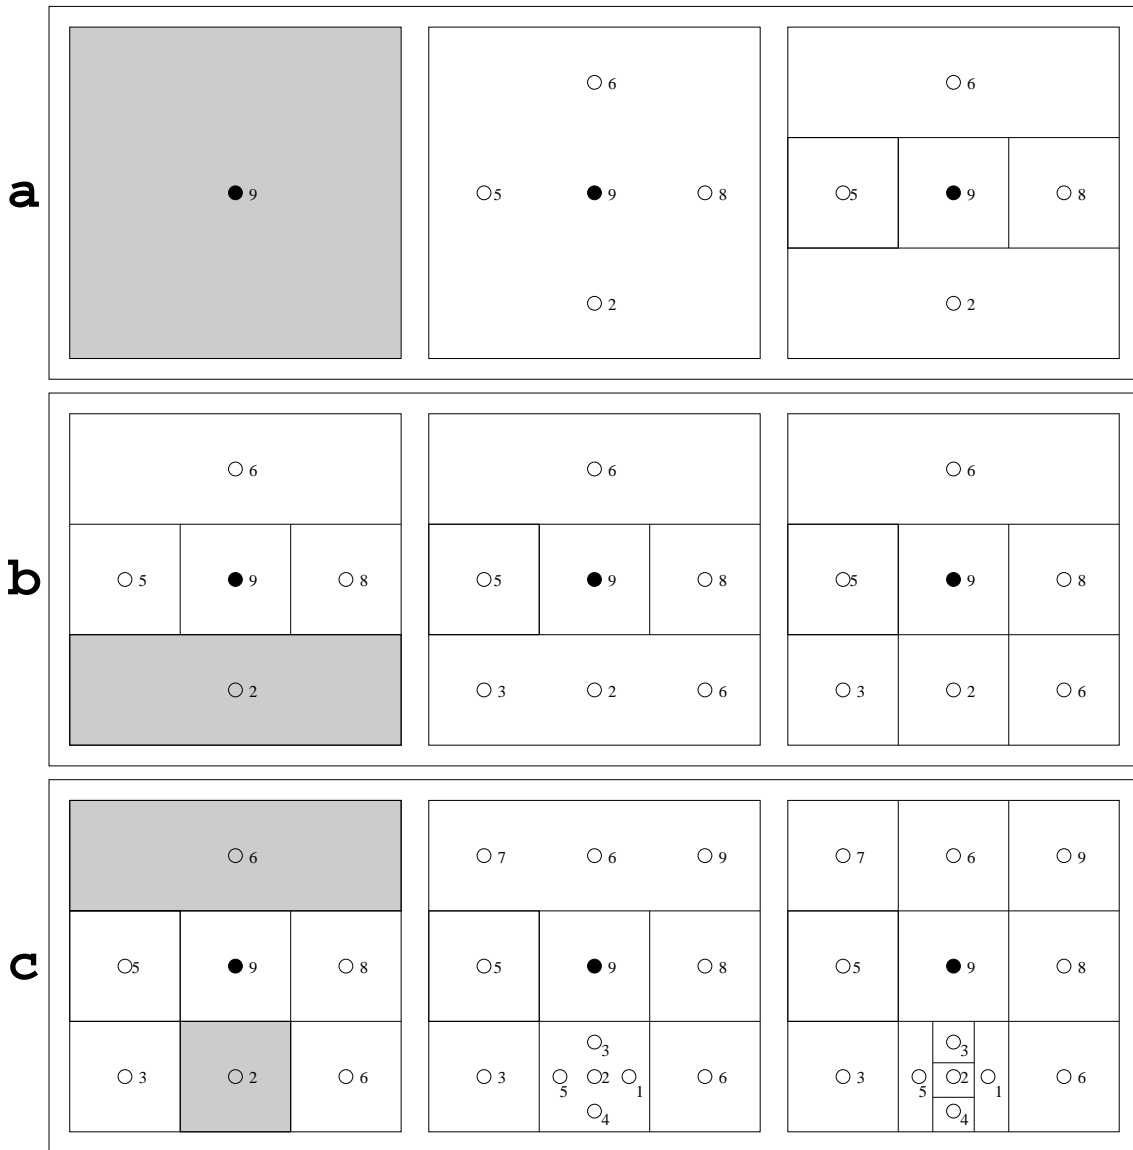 6 6
a 9 5 9 8 5 9 8
2 2
6 6 6
b 5 9 8 5 9 8 5 9 8
2 3 2 6 3 2 6
6 7 6 9 7 6 9
c 5 9 8 5 9 8 5 9 8
3 3
3 2 6 3 5 2 1 6 3 5 2 1 6
4 4